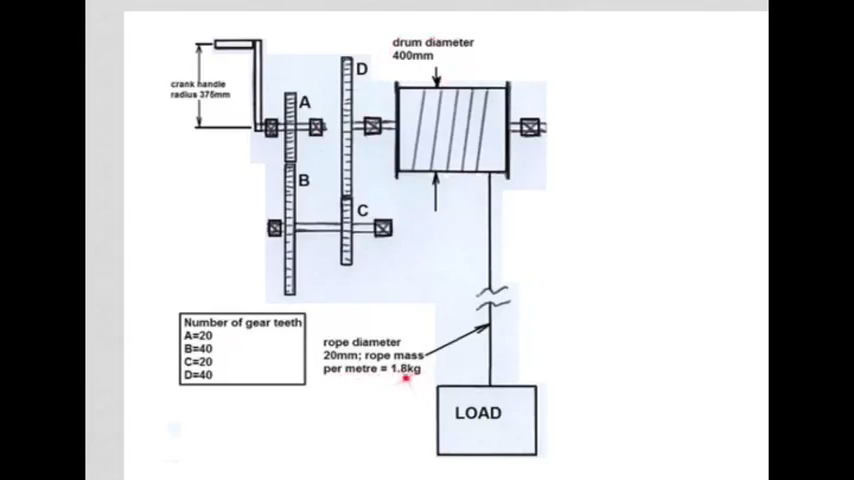 drum diameter
400mm
D
crank handle
radius 375mm
A
B
C
Number of gear teeth
A=20
B=40
C=20
D=40
rope diameter
20mm; rope mass
per metre = 1.8kg
LOAD